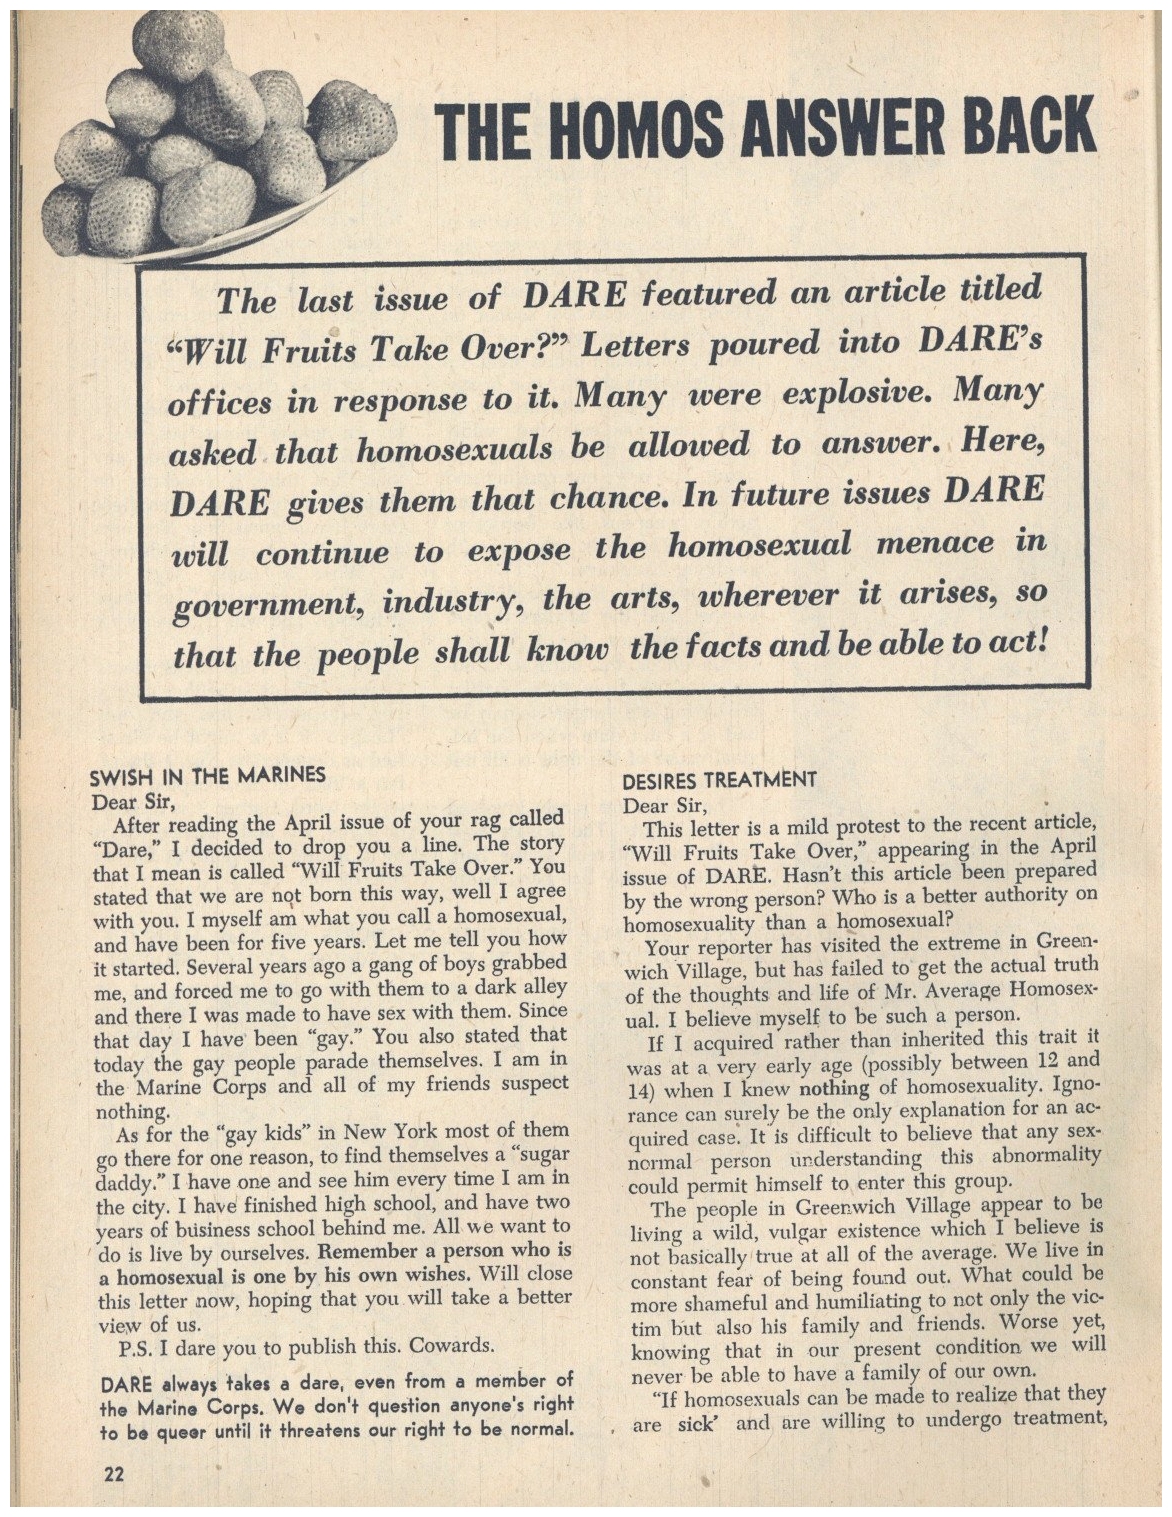 THE HOMOS ANSWER BACK
The last issue of DARE featured an article titled
“Will Fruits Take Over?” Letters poured into DARE’s
offices in response to it. Many were explosive. Many
asked that homosexuals be allowed to answer. Here,
DARE gives them that chance. In future issues DARE
will continue to expose the homosexual menace in
government, industry, the arts, wherever it arises, so
that the people shall know the facts and be able to act!
SWISH IN THE MARINES
Dear Sir,
After reading the April issue of your rag called
“Dare,” I decided to drop you a line. The story
that I mean is called “Will Fruits Take Over.” You
stated that we are not born this way, well I agree
with you. I myself am what you call a homosexual,
and have been for five years. Let me tell you how
it started. Several years ago a gang of boys grabbed
me, and forced me to go with them to a dark alley
and there I was made to have sex with them. Since
that day I have been “gay.” You also stated that
today the gay people parade themselves. I am in
the Marine Corps and all of my friends suspect
nothing.
As for the “gay kids” in New York most of them
go there for one reason, to find themselves a “sugar
daddy.” I have one and see him every time I am in
the city. I have finished high school, and have two
years of business school behind me. All we want to
do is live by ourselves. Remember a person who is
a homosexual is one by his own wishes. Will close
this letter now, hoping that you will take a better
view of us.
P.S. I dare you to publish this. Cowards.
DARE always takes a dare, even from a member of
the Marine Corps. We don't question anyone's right
to be queer until it threatens our right to be normal.
22
DESIRES TREATMENT
Dear Sir,
This letter is a mild protest to the recent article,
“Will Fruits Take Over,” appearing in the April
issue of DARE. Hasn’t this article been prepared
by the wrong person? Who is a better authority on
homosexuality than a homosexual?
Your reporter has visited the extreme in Green-
wich Village, but has failed to get the actual truth
of the thoughts and life of Mr. Average Homosex-
ual. I believe myself to be such a person.
If I acquired rather than inherited this trait it
was at a very early age (possibly between 12 and
14) when I knew nothing of homosexuality. Igno-
rance can surely be the only explanation for an ac-
quired case. It is difficult to believe that any sex-
normal person understanding this abnormality
could permit himself to enter this group.
The people in Greenwich Village appear to be
living a wild, vulgar existence which I believe is
not basically true at all of the average. We live in
constant fear of being found out. What could be
more shameful and humiliating to not only the vic-
tim but also his family and friends. Worse yet,
knowing that in our present condition we will
never be able to have a family of our own.
“If homosexuals can be made to realize that they
are sick’ and are willing to undergo treatment,